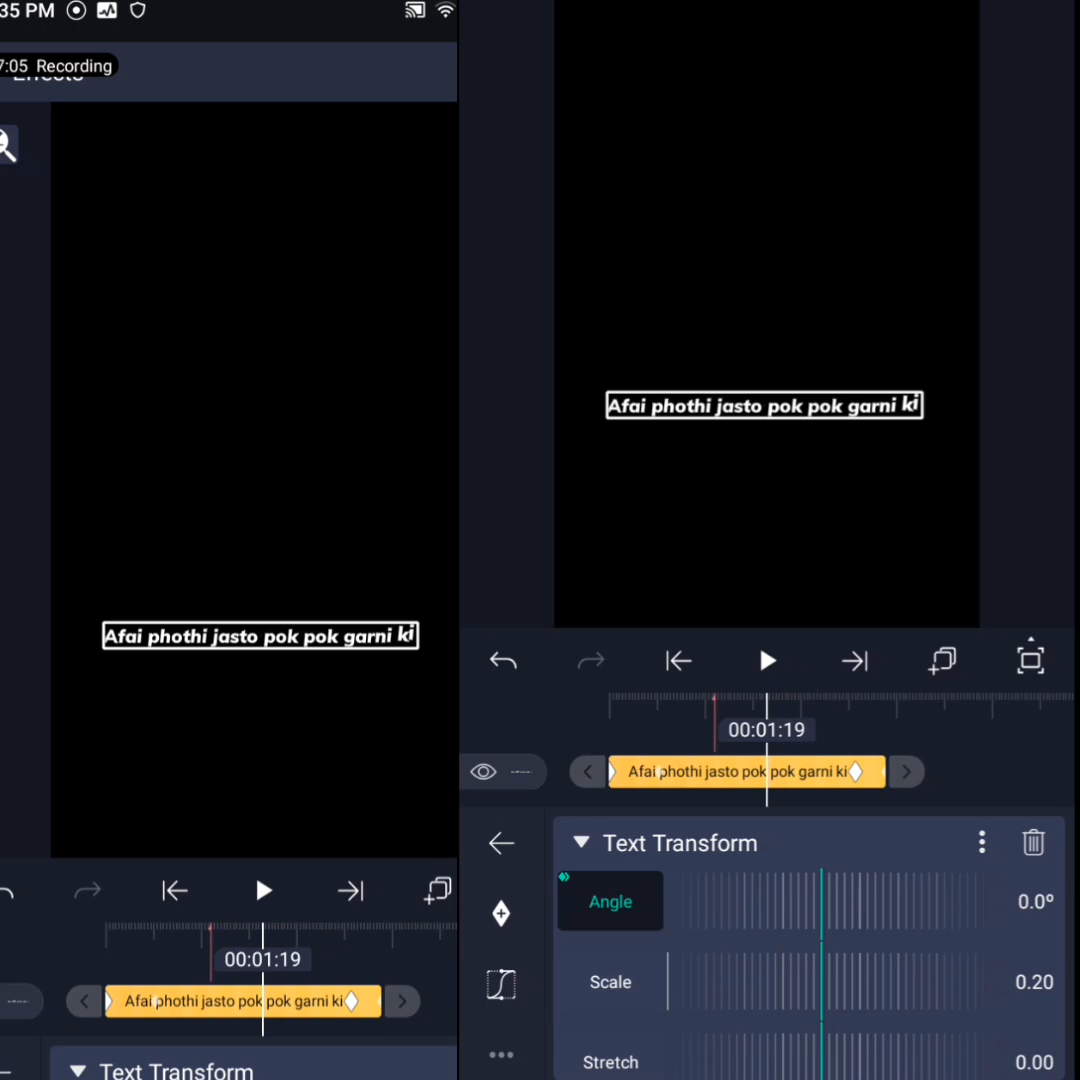 35 PM
7:05 Recording
Effects
Afai phothi jasto pok pok garni ki
00:01:19
Afai phothi jasto pok pok garni ki
Text Transform
Afai phothi jasto pok pok garni ki
00:01:19
Afai phothi jasto pok pok garni ki
Text Transform
Angle
0.0º
Scale
0.20
Stretch
0.00